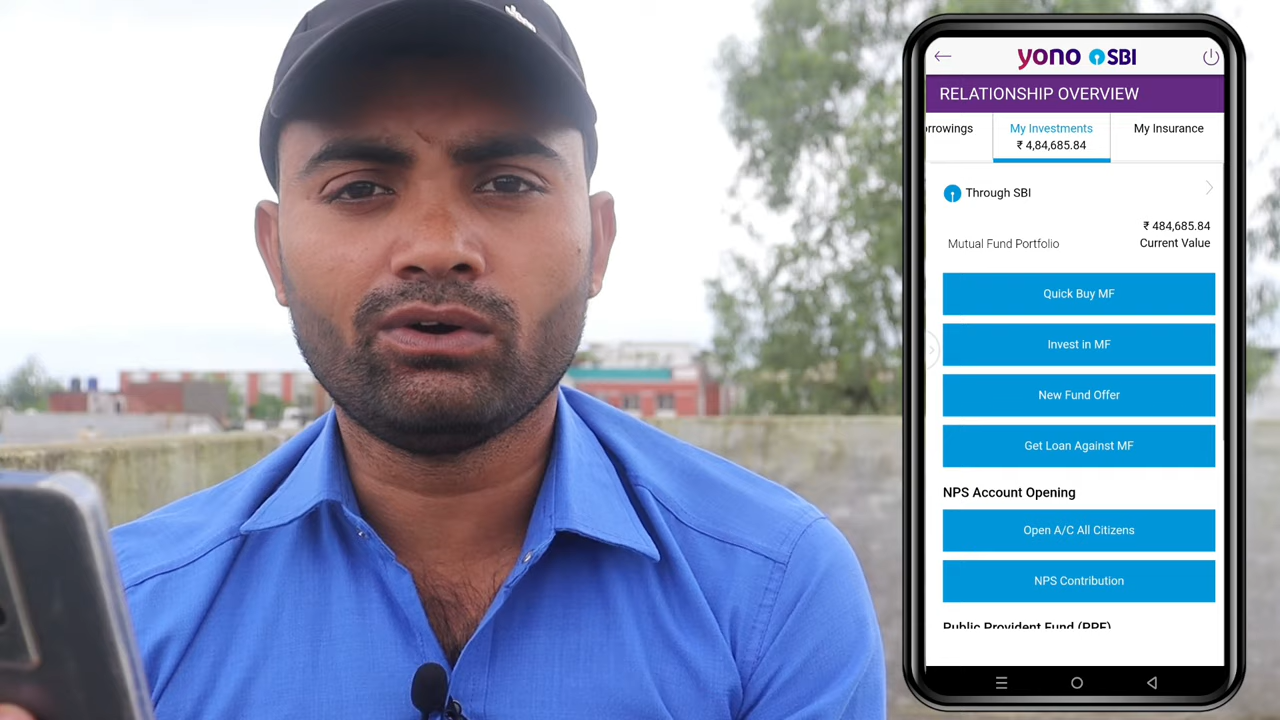 yono SBI
RELATIONSHIP OVERVIEW
orrowings
My Investments
₹ 4,84,685.84
My Insurance
Through SBI
₹ 484,685.84
Mutual Fund Portfolio
Current Value
Quick Buy MF
Invest in MF
New Fund Offer
Get Loan Against MF
NPS Account Opening
Open A/C All Citizens
NPS Contribution
Public Provident Fund (PPF)